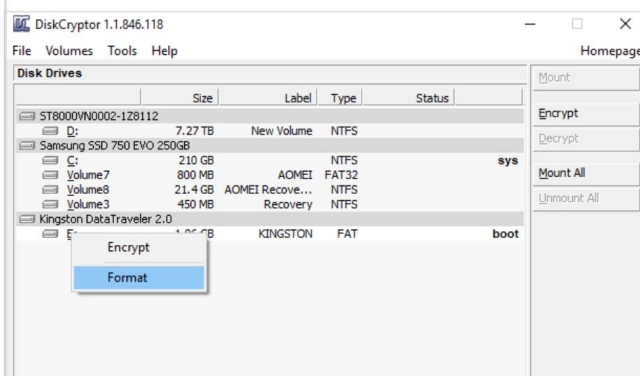 DiskCryptor 1.1.846.118
File Volumes Tools Help Homepage
Disk Drives
Size Label Type Status
ST8000VN0002-1Z8112
D: 7.27 TB New Volume NTFS
Samsung SSD 750 EVO 250GB
C: 210 GB NTFS sys
Volume7 800 MB AOMEI FAT32
Volume8 21.4 GB AOMEI Recove... NTFS
Volume3 450 MB Recovery NTFS
Kingston DataTraveler 2.0
KINGSTON FAT boot
Encrypt
Format
Mount
Encrypt
Decrypt
Mount All
Unmount All